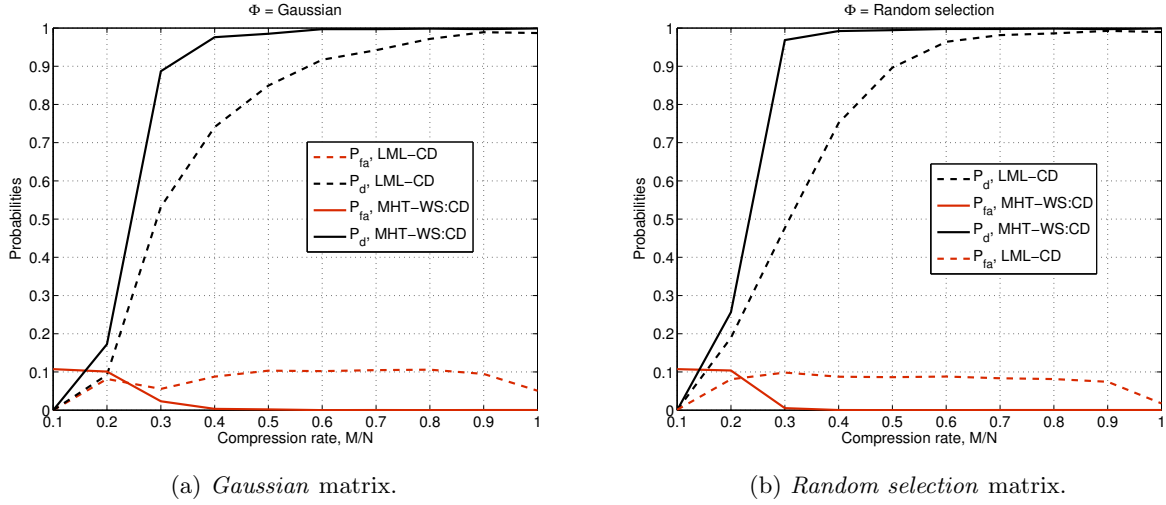 Φ = Gaussian
1
0.9
0.8
0.7
0.6
0.5
0.4
0.3
0.2
0.1
0
Probabilities
P_fa, LML−CD
P_d, LML−CD
P_fa, MHT−WS:CD
P_d, MHT−WS:CD
0.1 0.2 0.3 0.4 0.5 0.6 0.7 0.8 0.9 1
Compression rate, M/N
(a) Gaussian matrix.
Φ = Random selection
1
0.9
0.8
0.7
0.6
0.5
0.4
0.3
0.2
0.1
0
Probabilities
P_d, LML−CD
P_fa, MHT−WS:CD
P_d, MHT−WS:CD
P_fa, LML−CD
0.1 0.2 0.3 0.4 0.5 0.6 0.7 0.8 0.9 1
Compression rate, M/N
(b) Random selection matrix.